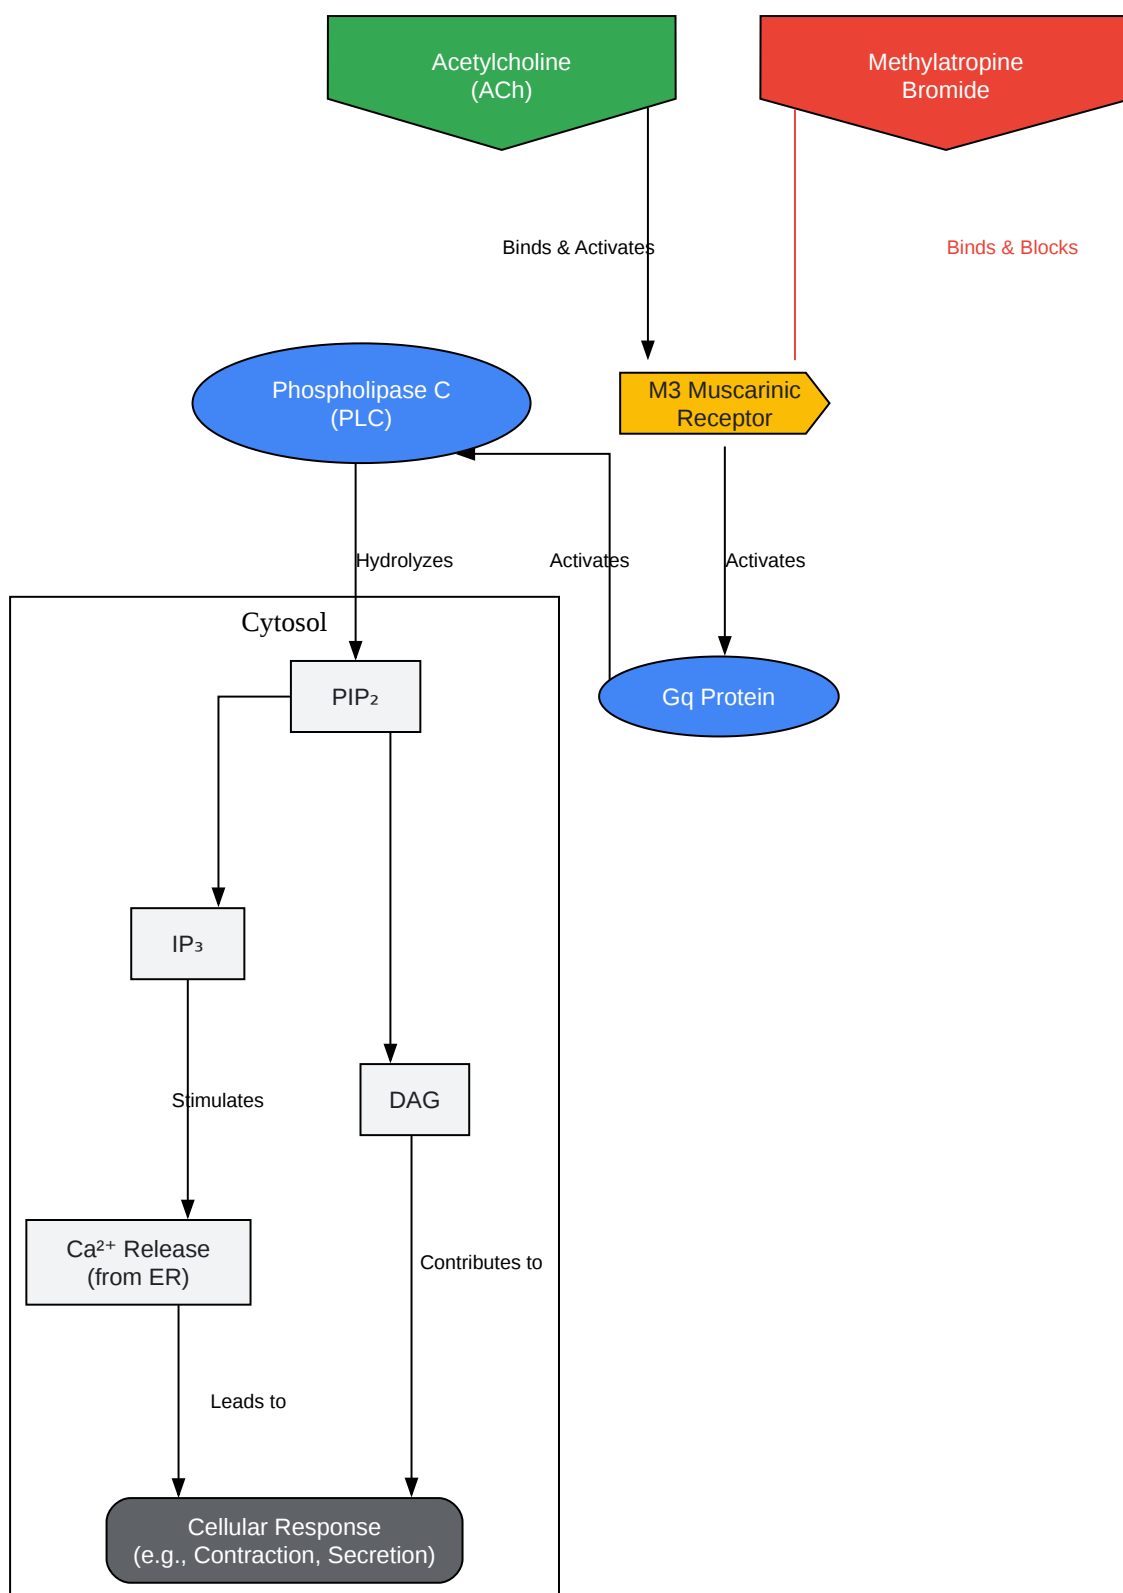 Acetylcholine
(ACh)
Methylatropine
Bromide
Binds & Activates
Binds & Blocks
Phospholipase C
(PLC)
M3 Muscarinic
Receptor
Hydrolyzes
Activates
Activates
Cytosol
PIP₂
Gq Protein
IP₃
Stimulates
DAG
Ca²⁺ Release
(from ER)
Contributes to
Leads to
Cellular Response
(e.g., Contraction, Secretion)